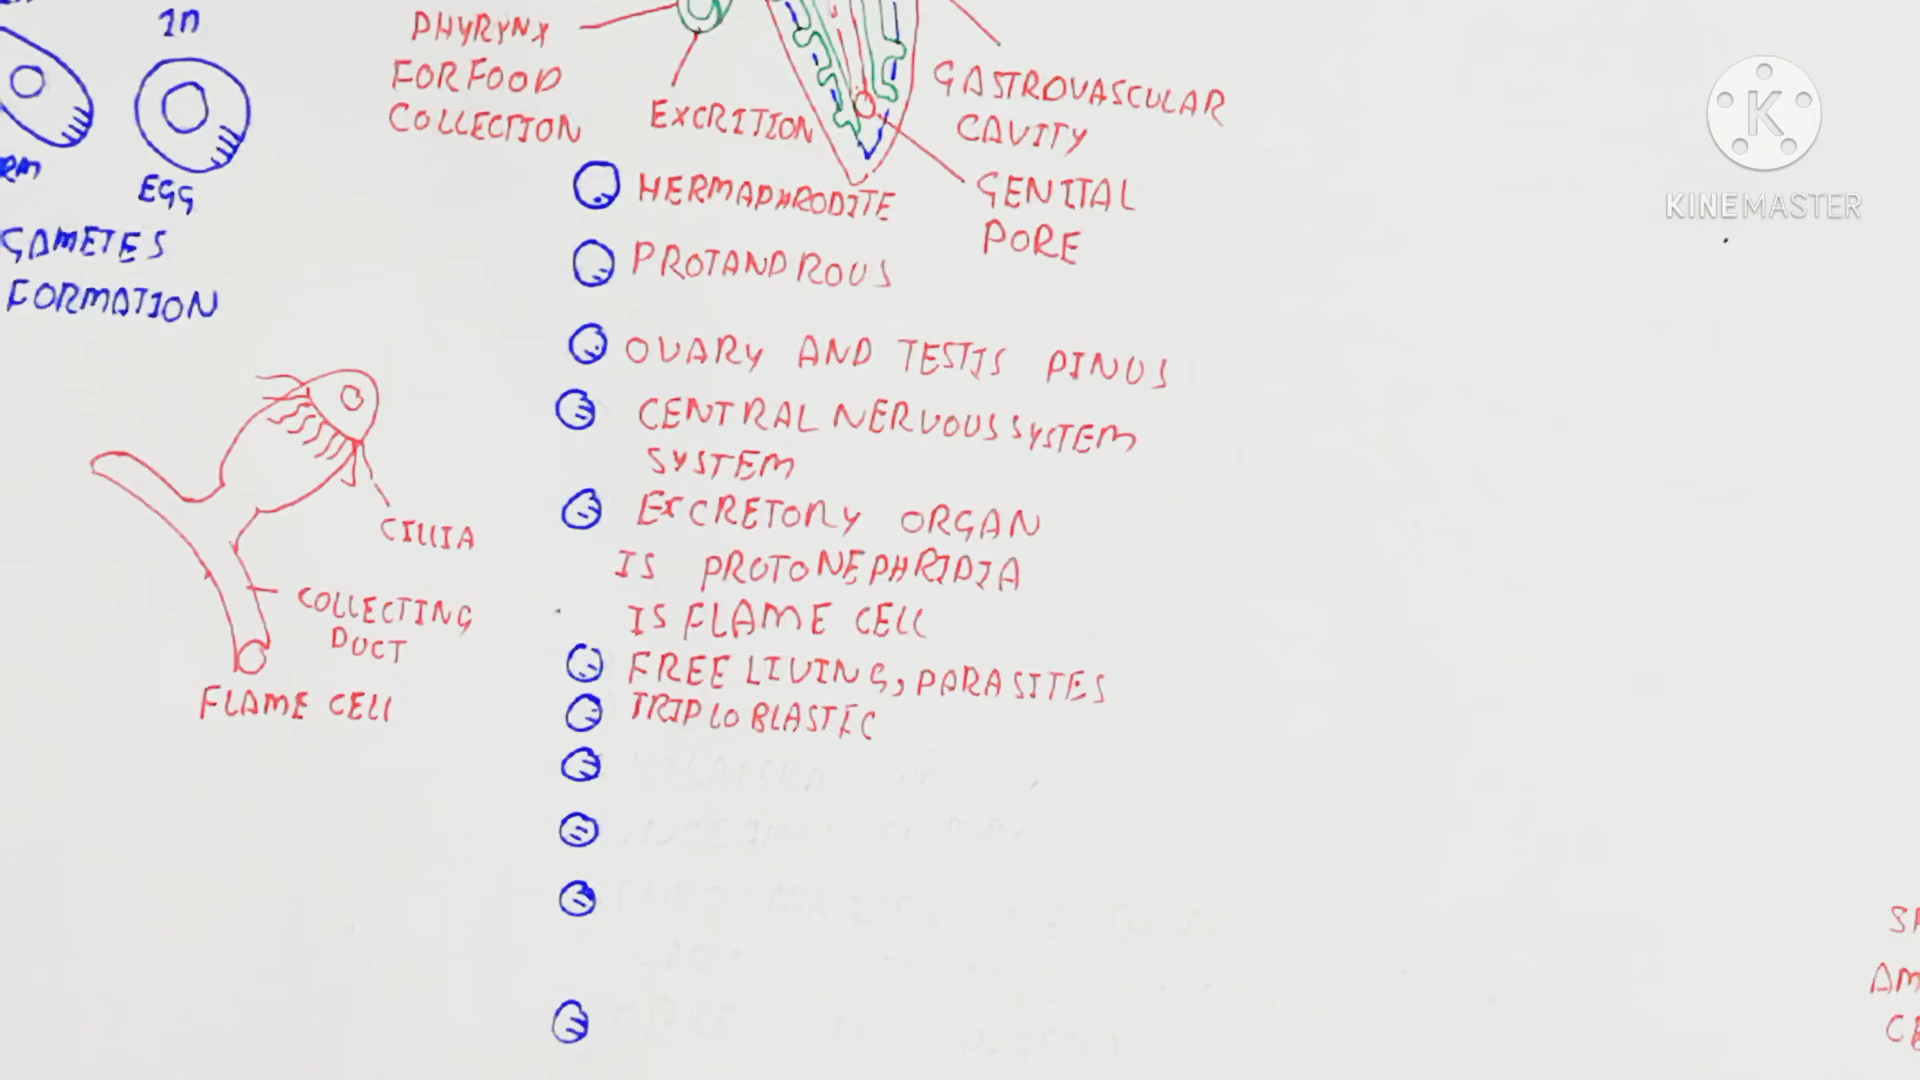 2n
EGG
GAMETES
FORMATION
PHYRYNX
FOR FOOD
COLLECTION
EXCRITION
GASTROVASCULAR
CAVITY
GENITAL
PORE
HERMAPHRODITE
PROTANDROUS
OVARY AND TESTIS PINUS
CENTRAL NERVOUS SYSTEM
SYSTEM
EXCRETORY ORGAN
IS PROTONEPHRIDIA
IS FLAME CELL
FREE LIVING, PARASITES
TRIPLOBLASTIC
CILLIA
COLLECTING
DUCT
FLAME CELL
K
KINEMASTER